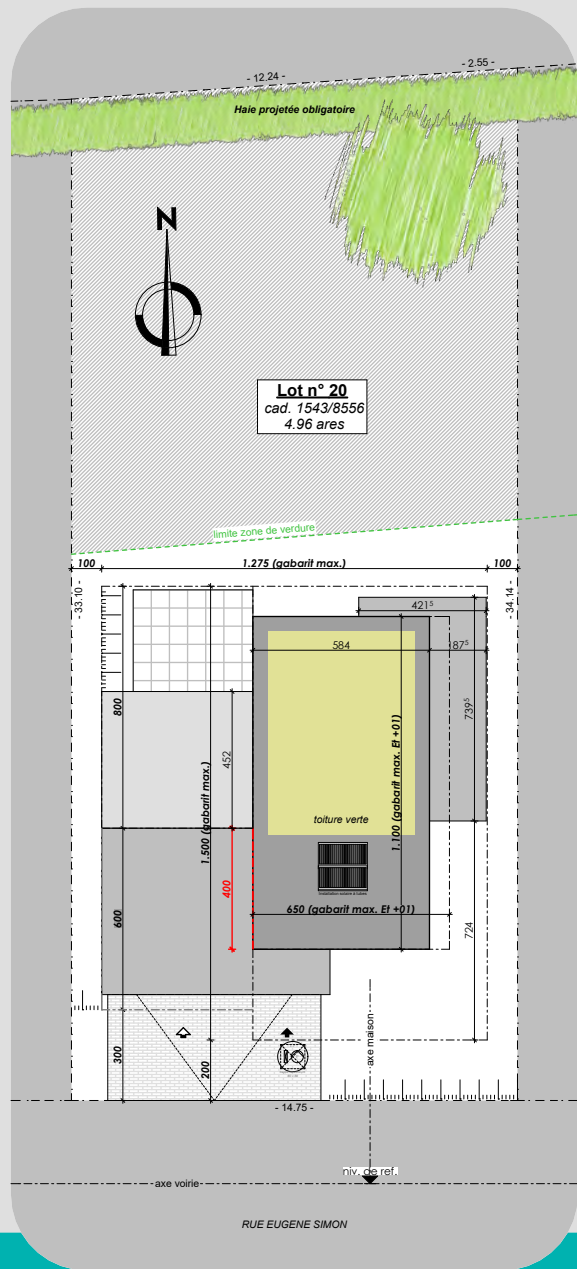 - 12.24 -
- 2.55 -
Haie projetée obligatoire
N
Lot n° 20
cad. 1543/8556
4.96 ares
limite zone de verdure
100
1.275 (gabarit max.)
100
- 33.10 -
- 34.14 -
421⁵
584
87⁵
800
739⁵
452
1.500 (gabarit max.)
1.100 (gabarit max. Et +01)
toiture verte
400
650 (gabarit max. Et +01)
600
724
300
200
axe maison
- 14.75 -
niv. de ref.
axe voirie
RUE EUGENE SIMON